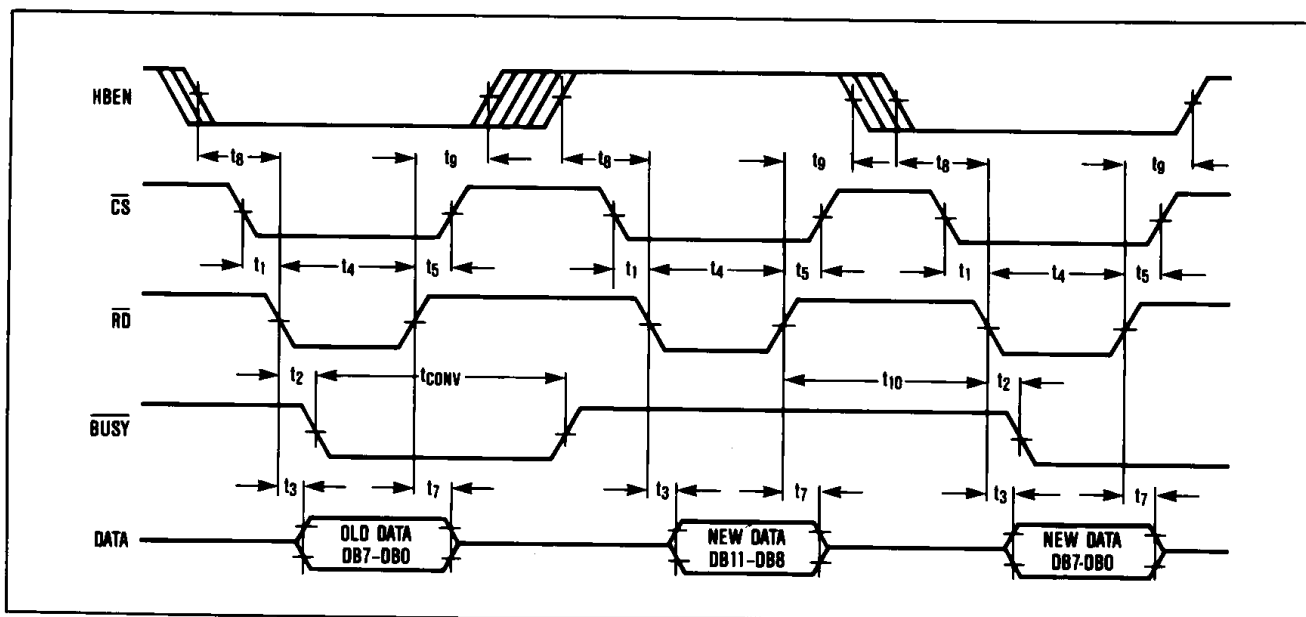 HBEN
t8 t9 t8 t9 t8 t9
CS
t1 t4 t5 t1 t4 t5 t1 t4 t5
RD
t2 tCONV t10 t2
BUSY
t3 t7 t3 t7 t3 t7
DATA
OLD DATA
DB7-DB0
NEW DATA
DB11-DB8
NEW DATA
DB7-DB0